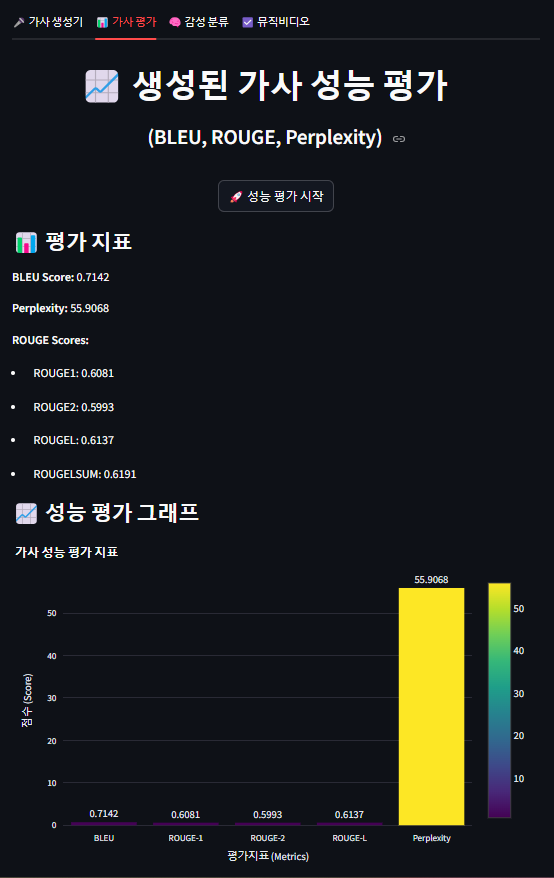 🎤 가사 생성기 📊 가사 평가 🧠 감성 분류 ☑️ 뮤직비디오
📈 생성된 가사 성능 평가
(BLEU, ROUGE, Perplexity)
🚀 성능 평가 시작
📊 평가 지표
BLEU Score: 0.7142
Perplexity: 55.9068
ROUGE Scores:
• ROUGE1: 0.6081
• ROUGE2: 0.5993
• ROUGEL: 0.6137
• ROUGELSUM: 0.6191
📈 성능 평가 그래프
가사 성능 평가 지표
55.9068
50
40
30
20
10
0
점수 (Score)
0.7142 0.6081 0.5993 0.6137
BLEU ROUGE-1 ROUGE-2 ROUGE-L Perplexity
평가지표 (Metrics)
50
40
30
20
10